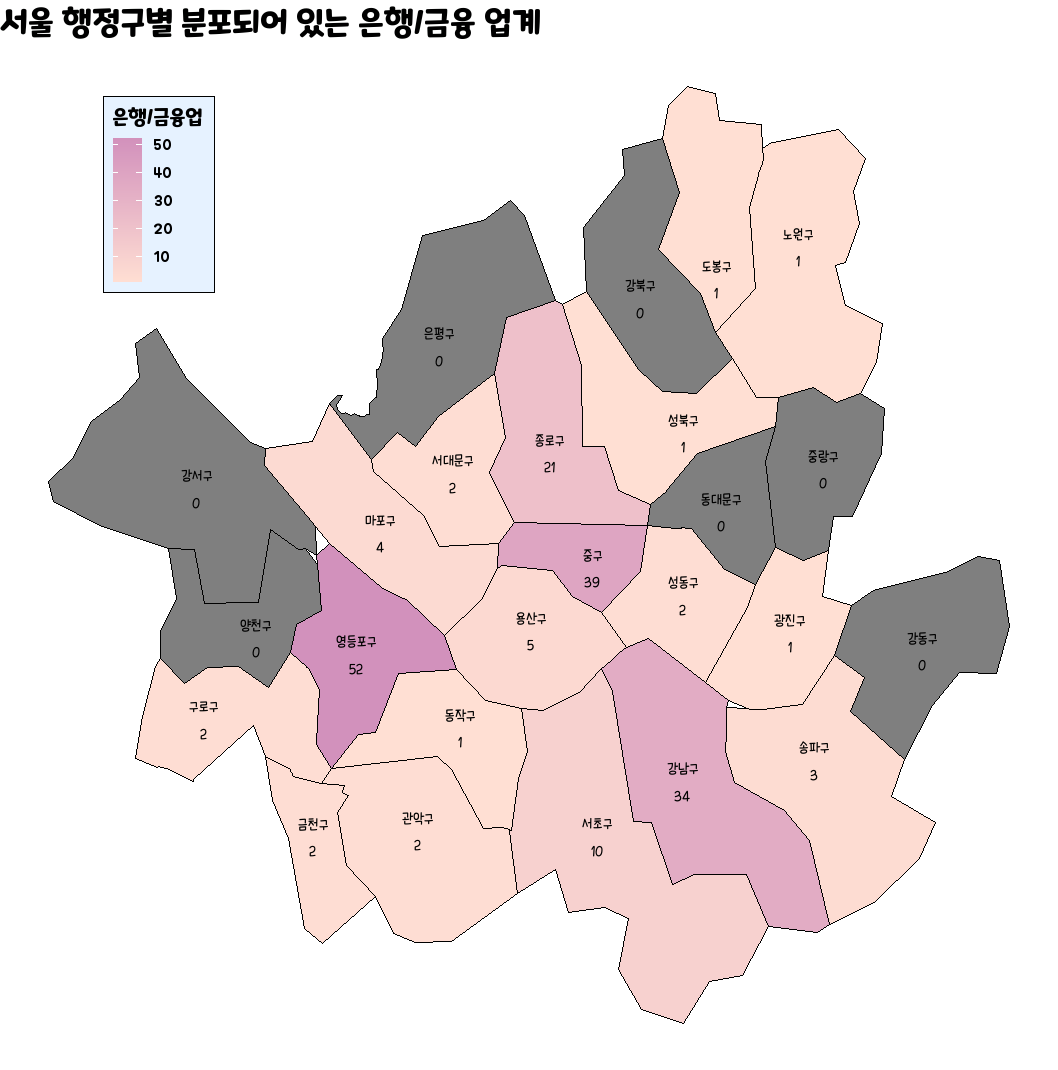 서울 행정구별 분포되어 있는 은행/금융 업계
은행/금융업
50
40
30
20
10
노원구
1
도봉구
1
강북구
0
은평구
0
성북구
1
종로구
21
서대문구
2
중랑구
0
강서구
0
동대문구
0
마포구
4
중구
39
성동구
2
용산구
5
광진구
1
양천구
0
영등포구
52
강동구
0
구로구
2
동작구
1
송파구
3
강남구
34
관악구
2
금천구
2
서초구
10